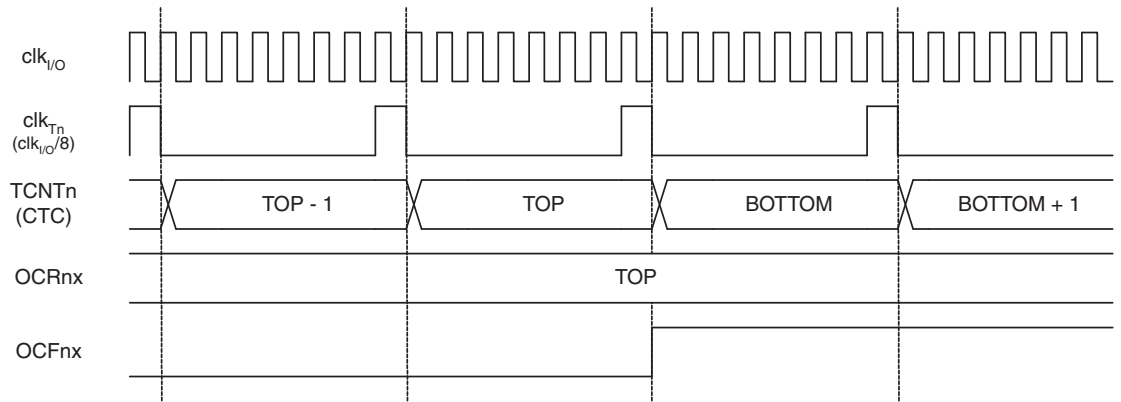 clkI/O
clkTn
(clkI/O/8)
TCNTn
(CTC)
TOP - 1
TOP
BOTTOM
BOTTOM + 1
OCRnx
TOP
OCFnx